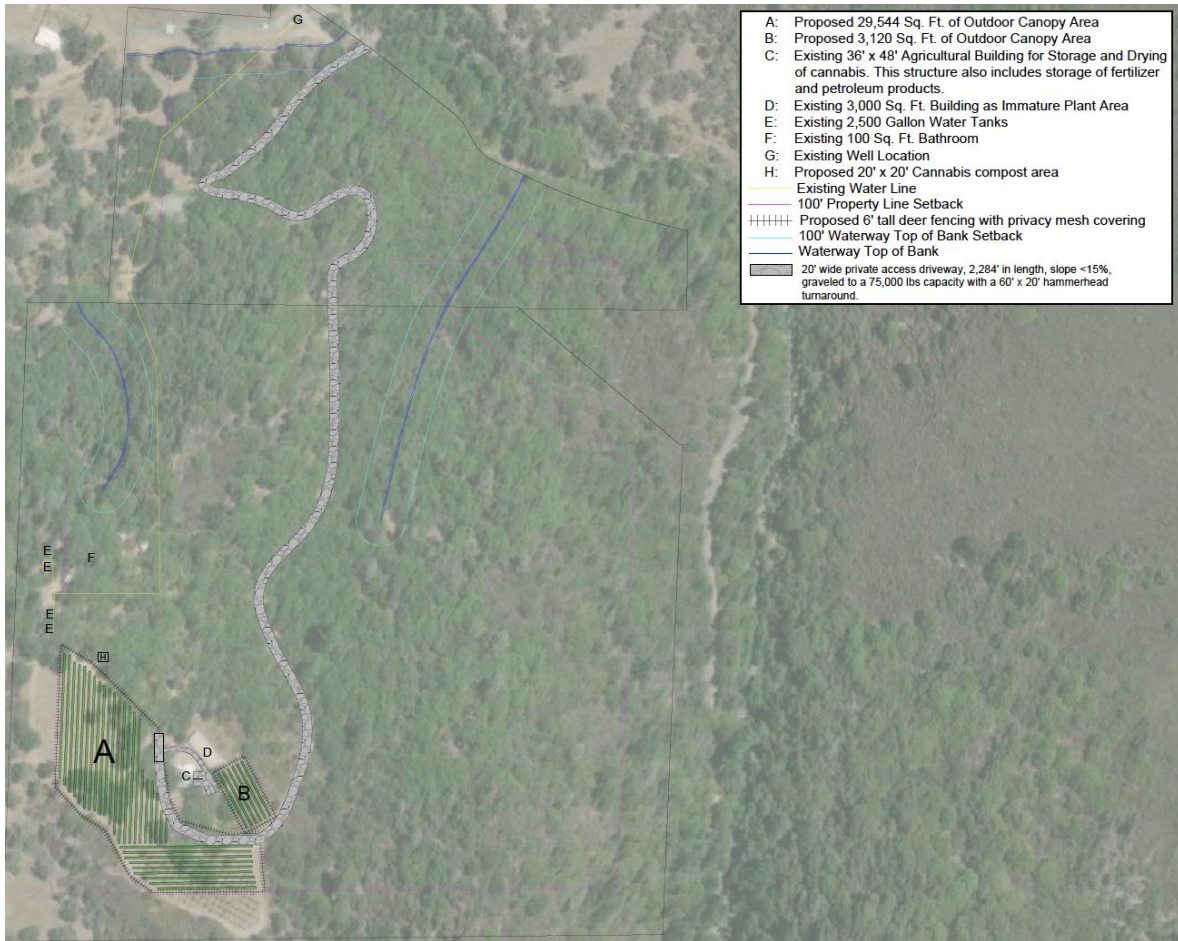 G
A: Proposed 29,544 Sq. Ft. of Outdoor Canopy Area
B: Proposed 3,120 Sq. Ft. of Outdoor Canopy Area
C: Existing 36' x 48' Agricultural Building for Storage and Drying
of cannabis. This structure also includes storage of fertilizer
and petroleum products.
D: Existing 3,000 Sq. Ft. Building as Immature Plant Area
E: Existing 2,500 Gallon Water Tanks
F: Existing 100 Sq. Ft. Bathroom
G: Existing Well Location
H: Proposed 20' x 20' Cannabis compost area
Existing Water Line
100' Property Line Setback
Proposed 6' tall deer fencing with privacy mesh covering
100' Waterway Top of Bank Setback
Waterway Top of Bank
20' wide private access driveway, 2,284' in length, slope <15%,
graveled to a 75,000 lbs capacity with a 60' x 20' hammerhead
turnaround.
E
F
E
E
E
H
A
D
C
B